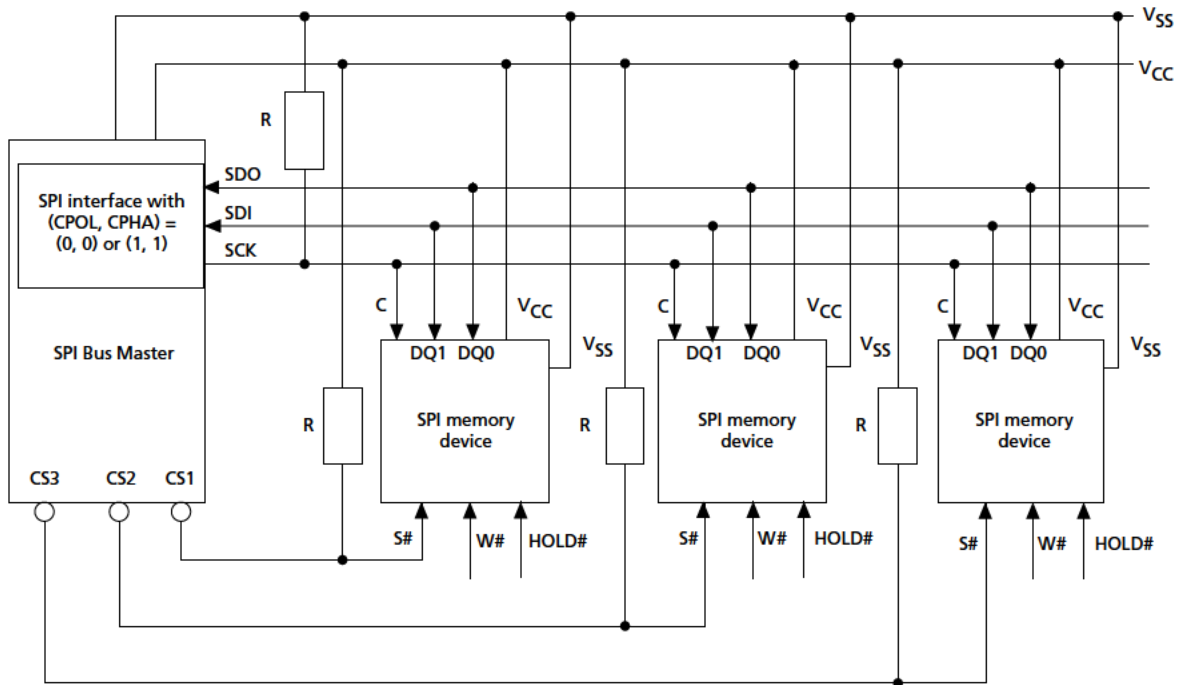 VSS
VCC
R
SDO
SPI interface with
(CPOL, CPHA) =
(0, 0) or (1, 1)
SDI
SCK
SPI Bus Master
CS3 CS2 CS1
C
VCC
VSS
DQ1 DQ0
SPI memory
device
R
S#
W#
HOLD#
C
VCC
VSS
DQ1 DQ0
SPI memory
device
R
S#
W#
HOLD#
C
VCC
VSS
DQ1 DQ0
SPI memory
device
R
S#
W#
HOLD#